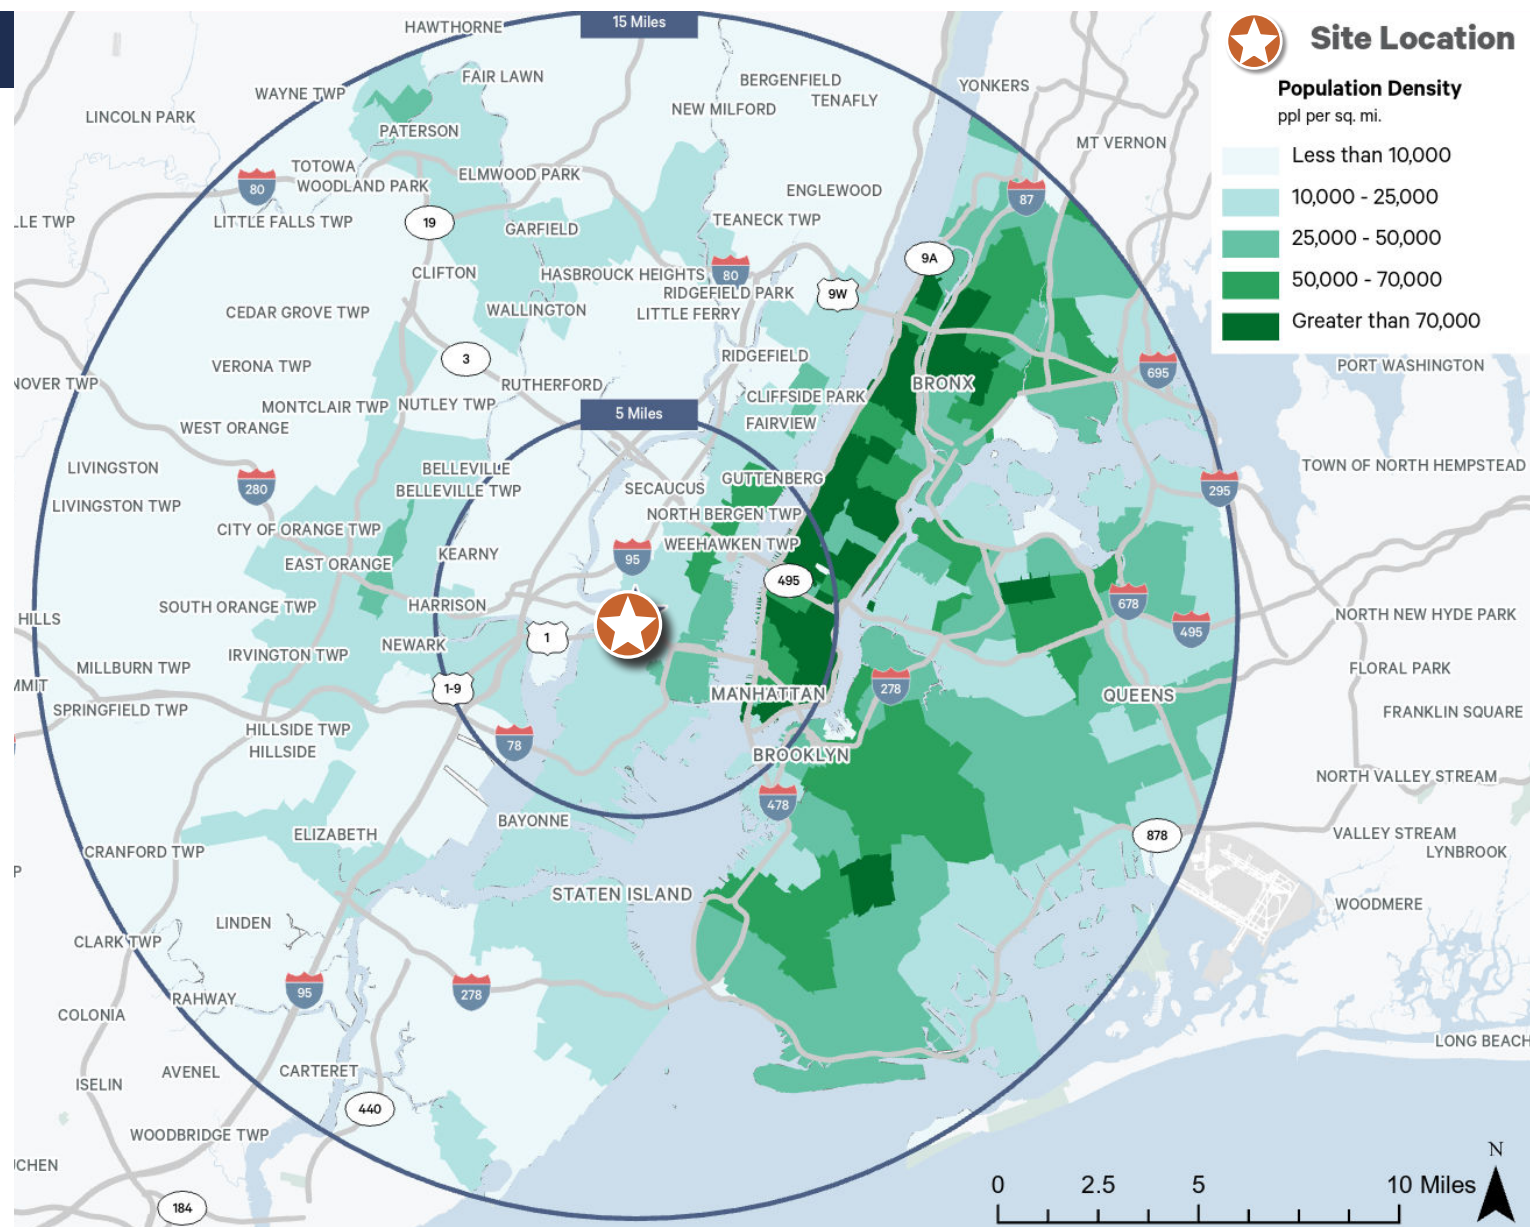 15 Miles
Site Location
Population Density
ppl per sq. mi.
Less than 10,000
10,000 - 25,000
25,000 - 50,000
50,000 - 70,000
Greater than 70,000
HAWTHORNE
FAIR LAWN
BERGENFIELD
YONKERS
WAYNE TWP
TENAFLY
NEW MILFORD
LINCOLN PARK
PATERSON
MT VERNON
TOTOWA
ELMWOOD PARK
80
WOODLAND PARK
ENGLEWOOD
87
LLE TWP
LITTLE FALLS TWP
19
GARFIELD
TEANECK TWP
9A
CLIFTON
HASBROUCK HEIGHTS
80
RIDGEFIELD PARK
9W
CEDAR GROVE TWP
WALLINGTON
LITTLE FERRY
3
RIDGEFIELD
VERONA TWP
695
PORT WASHINGTON
NOVER TWP
RUTHERFORD
BRONX
CLIFFSIDE PARK
MONTCLAIR TWP
NUTLEY TWP
5 Miles
WEST ORANGE
FAIRVIEW
LIVINGSTON
BELLEVILLE
TOWN OF NORTH HEMPSTEAD
280
BELLEVILLE TWP
SECAUCUS
GUTTENBERG
295
LIVINGSTON TWP
NORTH BERGEN TWP
CITY OF ORANGE TWP
KEARNY
95
WEEHAWKEN TWP
EAST ORANGE
495
SOUTH ORANGE TWP
HARRISON
678
HILLS
495
NORTH NEW HYDE PARK
1
NEWARK
IRVINGTON TWP
MILLBURN TWP
FLORAL PARK
MMIT
1-9
MANHATTAN
278
QUEENS
SPRINGFIELD TWP
FRANKLIN SQUARE
HILLSIDE TWP
78
HILLSIDE
BROOKLYN
NORTH VALLEY STREAM
478
BAYONNE
ELIZABETH
878
VALLEY STREAM
CRANFORD TWP
LYNBROOK
P
STATEN ISLAND
WOODMERE
LINDEN
CLARK TWP
95
278
RAHWAY
COLONIA
LONG BEACH
AVENEL
CARTERET
ISELIN
440
WOODBRIDGE TWP
UCHEN
N
0 2.5 5 10 Miles
184